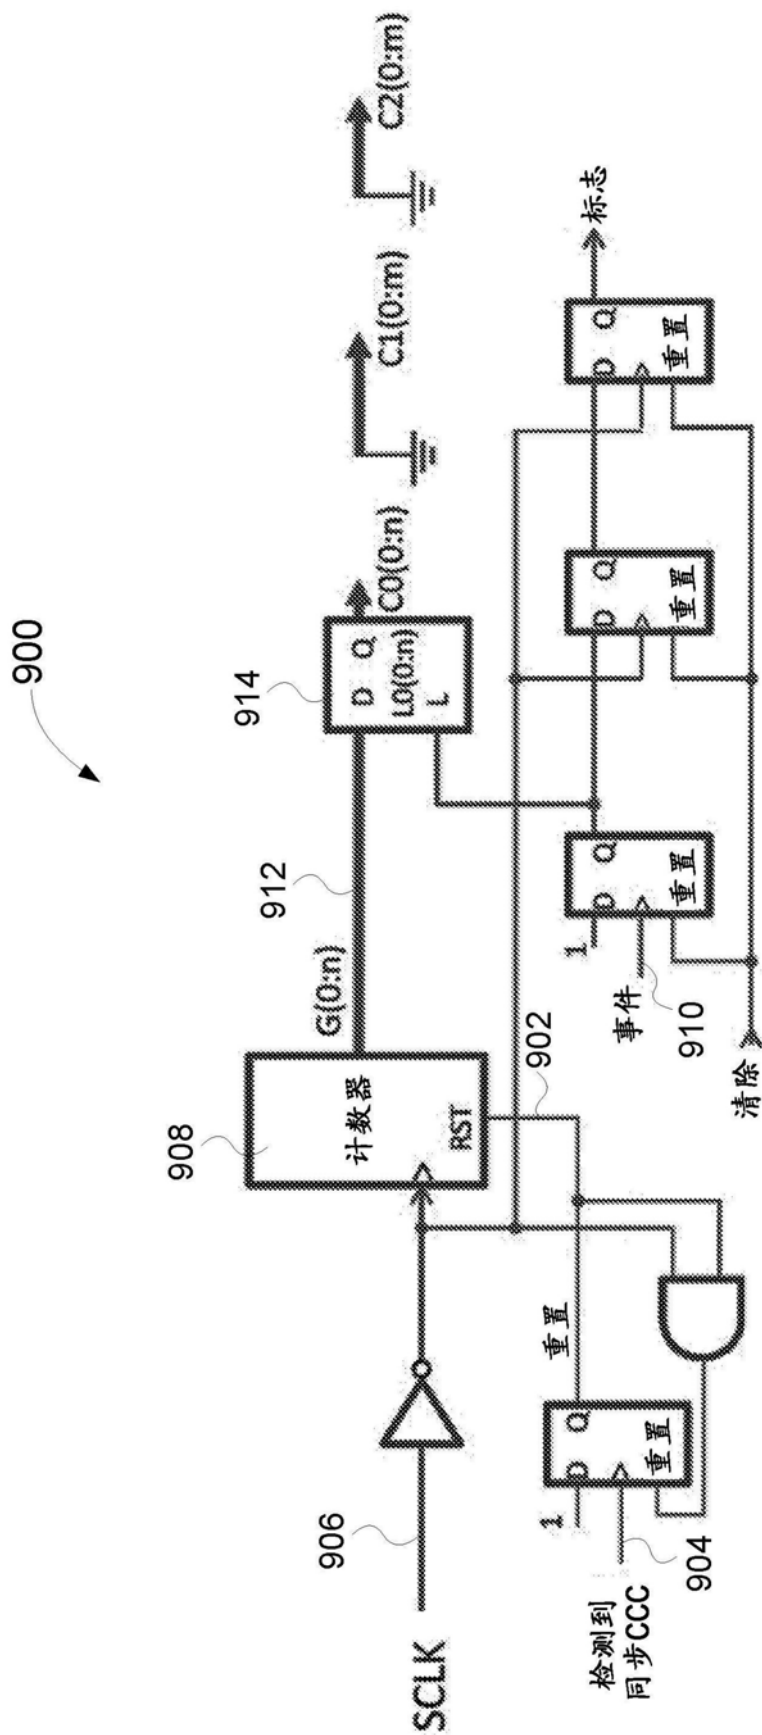 900
SCLK
906
908
计数器
RST
G(0:n)
912
914
D
Q
L0(0:n)
L
C0(0:n)
C1(0:m)
C2(0:m)
902
检测到
同步CCC
904
1
D
Q
重置
重置
1
D
Q
重置
事件
910
D
Q
重置
D
Q
重置
标志
清除